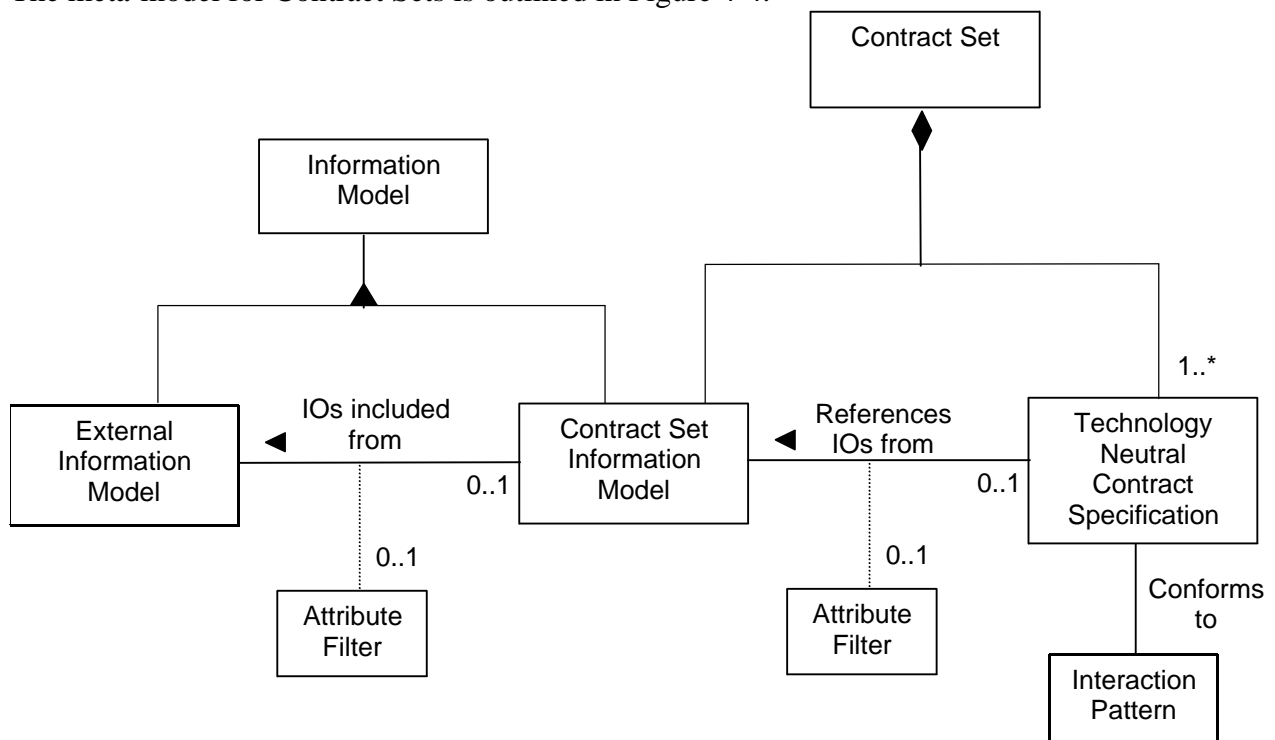 The meta-model for Contract Sets is outlined in Figure 4-4.
Contract Set
Information
Model
1..*
External
Information
Model
IOs included
from
0..1
Contract Set
Information
Model
References
IOs from
0..1
Technology
Neutral
Contract
Specification
0..1
0..1
Attribute
Filter
Attribute
Filter
Conforms
to
Interaction
Pattern